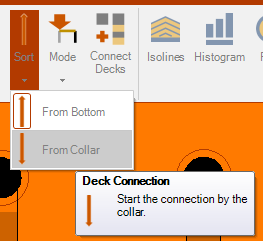 Sort
Mode
Connect
Decks
Isolines
Histogram
From Bottom
From Collar
Deck Connection
Start the connection by the
collar.